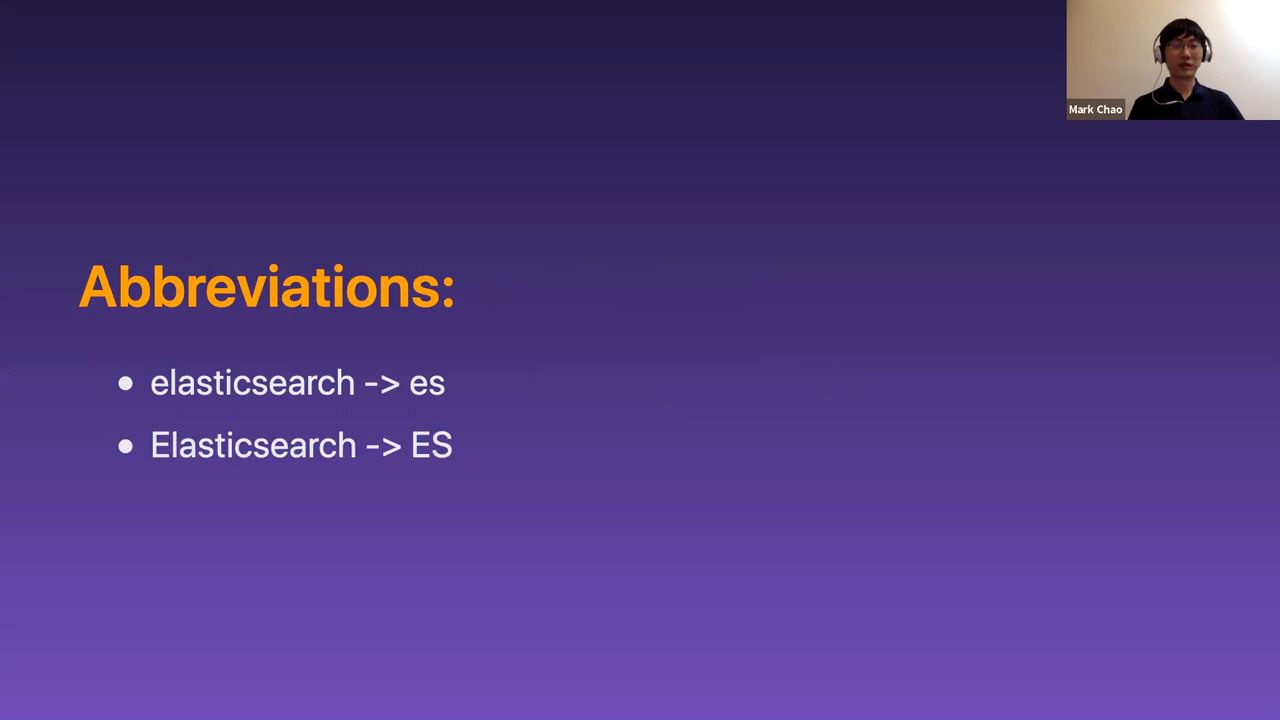 Mark Chao
Abbreviations:
• elasticsearch -> es
• Elasticsearch -> ES